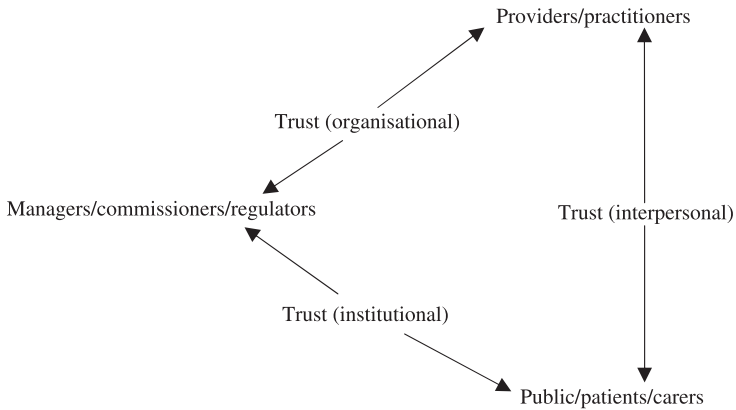 Providers/practitioners
Trust (organisational)
Managers/commissioners/regulators
Trust (interpersonal)
Trust (institutional)
Public/patients/carers